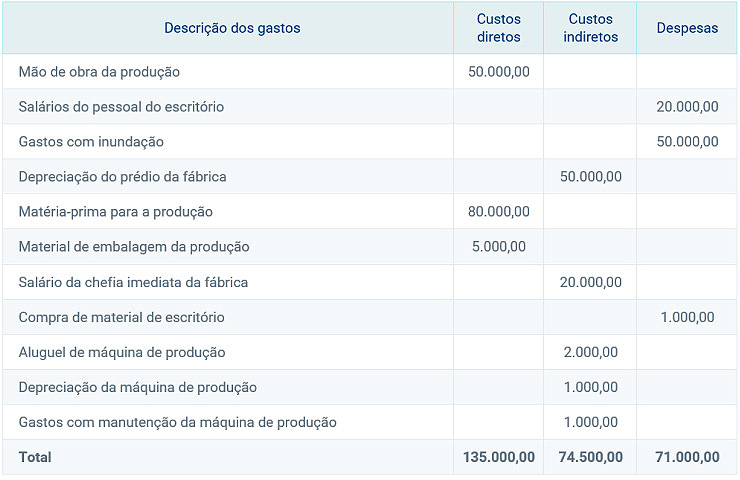 Descrição dos gastos Custos diretos Custos indiretos Despesas
Mão de obra da produção 50.000,00
Salários do pessoal do escritório 20.000,00
Gastos com inundação 50.000,00
Depreciação do prédio da fábrica 50.000,00
Matéria-prima para a produção 80.000,00
Material de embalagem da produção 5.000,00
Salário da chefia imediata da fábrica 20.000,00
Compra de material de escritório 1.000,00
Aluguel de máquina de produção 2.000,00
Depreciação da máquina de produção 1.000,00
Gastos com manutenção da máquina de produção 1.000,00
Total 135.000,00 74.500,00 71.000,00